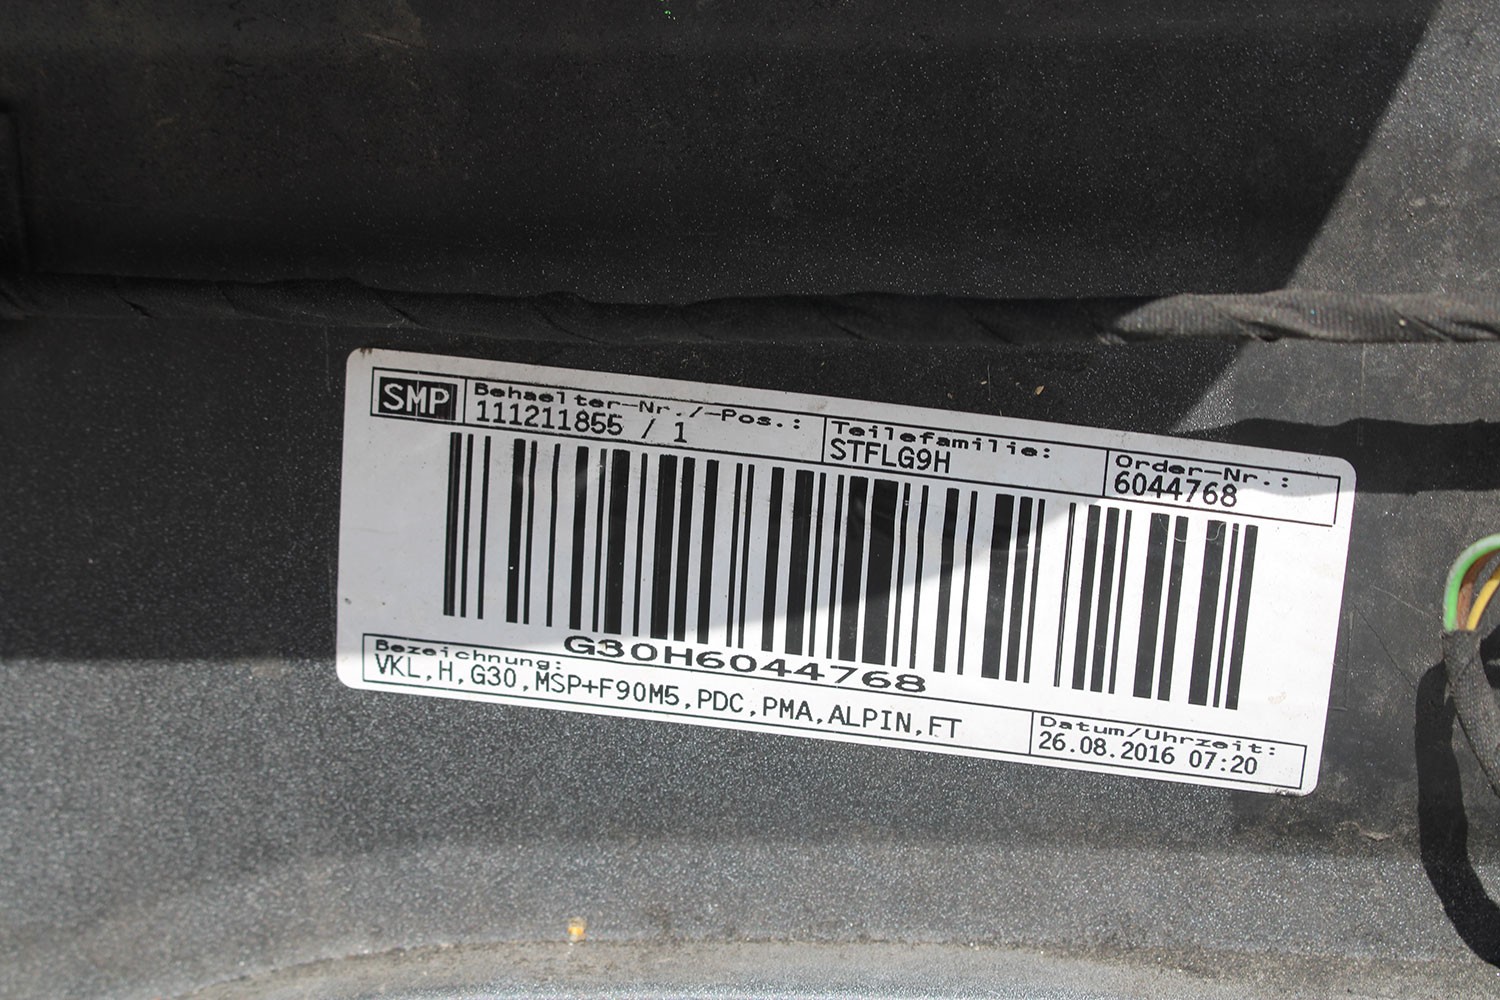 SMP
Behaelter-Nr./-Pos.:
111211855 / 1
Teilefamilie:
STFLG9H
Order-Nr.:
6044768
G30H6044768
Bezeichnung:
VKL,H,G30,MSP+F90M5,PDC,PMA,ALPIN,FT
Datum/Uhrzeit:
26.08.2016 07:20